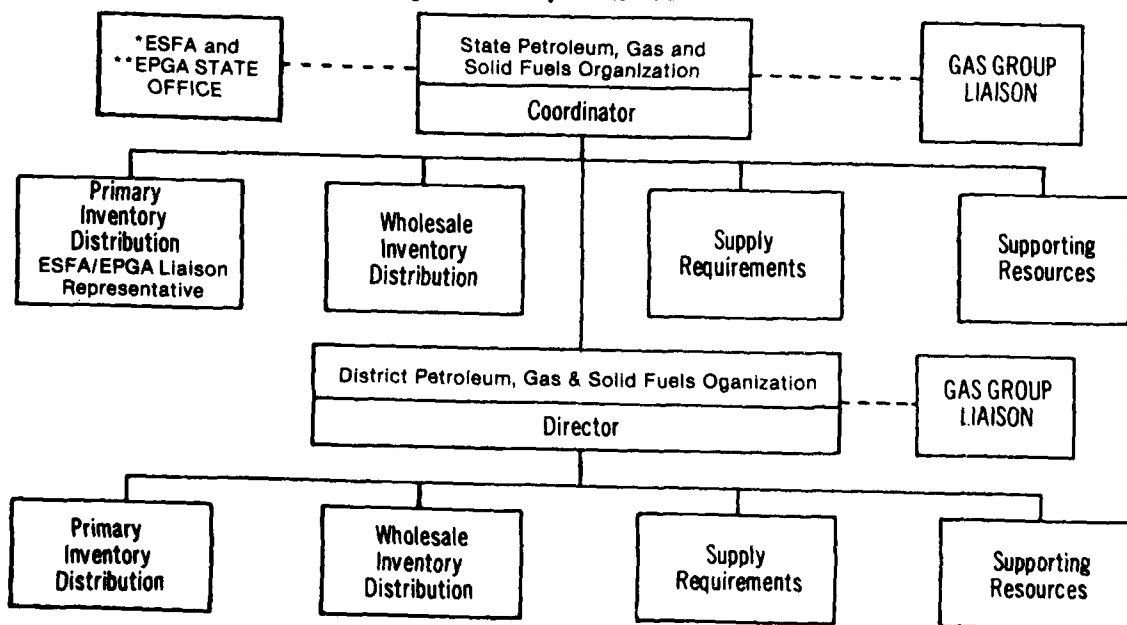 *ESFA and
**EPGA STATE
OFFICE
State Petroleum, Gas and
Solid Fuels Organization
Coordinator
GAS GROUP
LIAISON
Primary
Inventory
Distribution
ESFA/EPGA Liaison
Representative
Wholesale
Inventory
Distribution
Supply
Requirements
Supporting
Resources
District Petroleum, Gas & Solid Fuels Oganization
Director
GAS GROUP
LIAISON
Primary
Inventory
Distribution
Wholesale
Inventory
Distribution
Supply
Requirements
Supporting
Resources